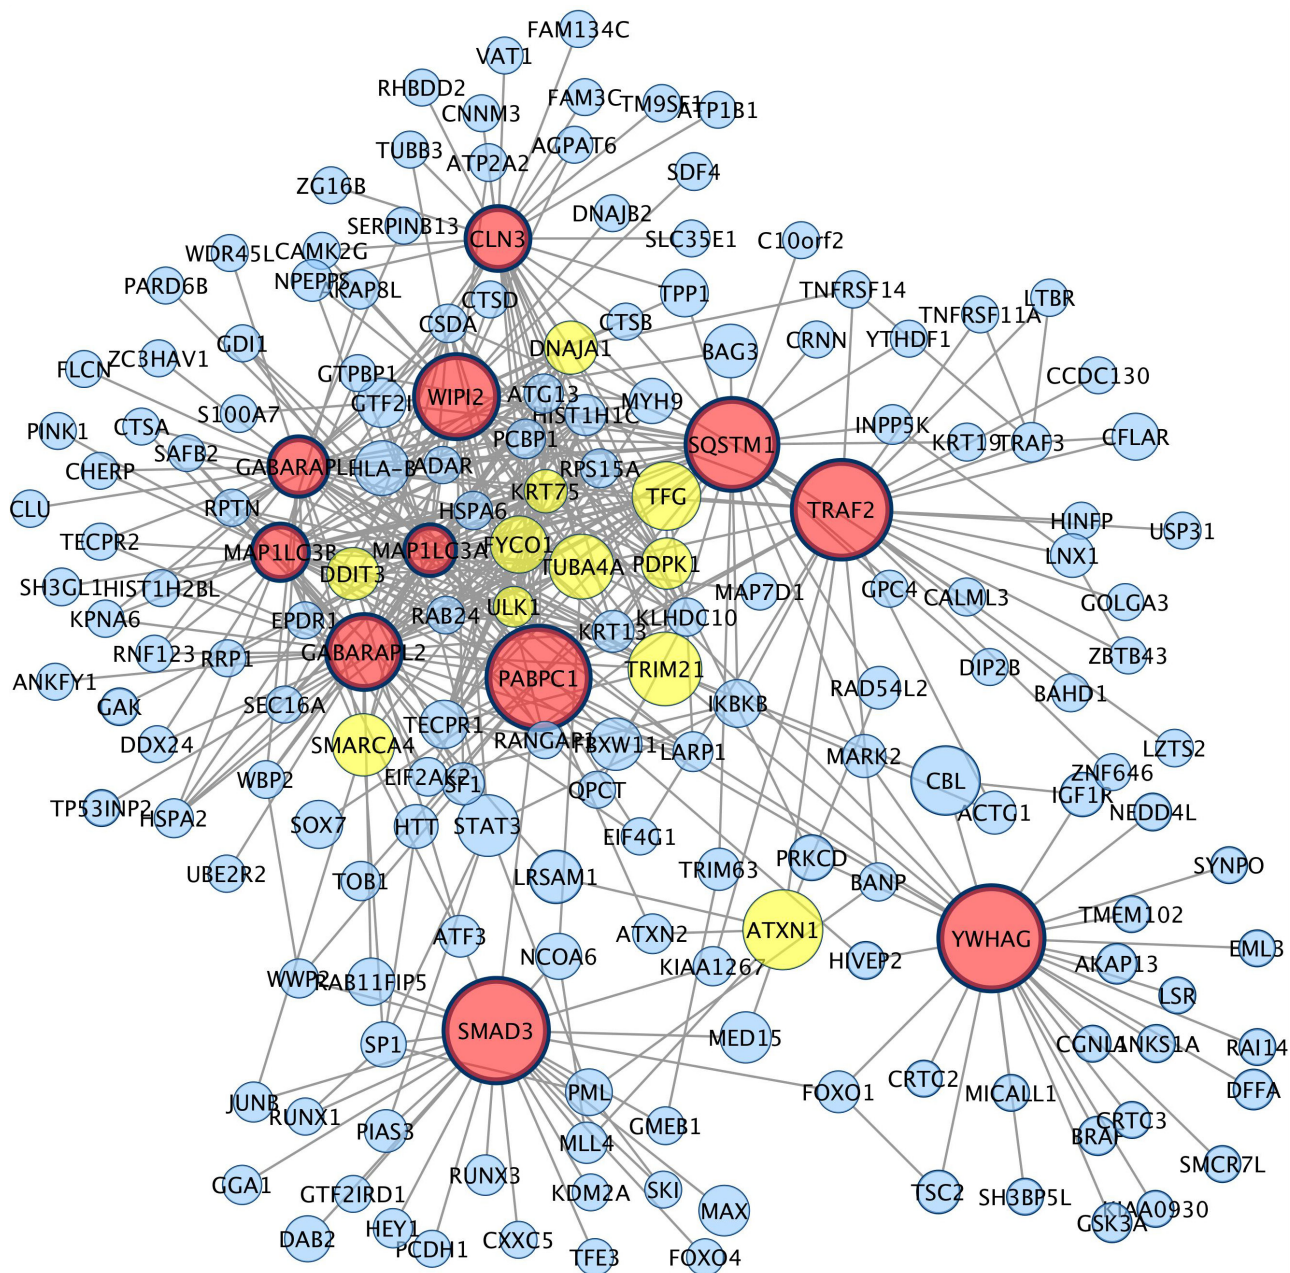 FAM134C
VAT1
RHBDD2
FAM3C
TM9SF1
ATP1B1
CNNM3
AGPAT6
TUBB3
ATP2A2
SDF4
ZG16B
DNAJB2
SERPINB13
CLN3
SLC35E1
C10orf2
WDR45L
CAMK2G
NPEPPS
AKAP8L
PARD6B
CTSD
TPP1
TNFRSF14
LTBR
TNFRSF11A
CSDA
CTSB
GDI1
DNAJA1
BAG3
CRNN
YTHDF1
ZC3HAV1
FLCN
GTPBP1
CCDC130
WIPI2
ATG13
GTF2I
MYH9
HIST1H1C
S100A7
CTSA
PINK1
PCBP1
SQSTM1
INPP5K
KRT19
TRAF3
CFLAR
SAFB2
CHERP
GABARAPL1
HLA-B
ADAR
RPS15A
KRT75
TFG
CLU
RPTN
HSPA6
TRAF2
HINFP
USP31
TECPR2
MAP1LC3B
MAP1LC3A
FYCO1
LNX1
DDIT3
TUBA4A
PDPK1
SH3GL1
HIST1H2BL
MAP7D1
GPC4
CALML3
GOLGA3
KPNA6
EPDR1
RAB24
ULK1
KRT13
KLHDC10
RNF123
RRP1
GABARAPL2
PABPC1
TRIM21
DIP2B
ZBTB43
ANKFY1
RAD54L2
BAHD1
GAK
SEC16A
IKBKB
DDX24
SMARCA4
TECPR1
RANGAP1
FBXW11
LARP1
MARK2
LZTS2
WBP2
EIF2AK2
SF1
QPCT
CBL
ZNF646
IGF1R
TP53INP2
HSPA2
SOX7
HTT
STAT3
EIF4G1
ACTG1
NEDD4L
UBE2R2
TOB1
LRSAM1
TRIM63
PRKCD
BANP
SYNPO
ATF3
ATXN2
ATXN1
YWHAG
TMEM102
NCOA6
KIAA1267
HIVEP2
AKAP13
EML3
WWP2
RAB11FIP5
LSR
SMAD3
SP1
MED15
CGNL1
ANKS1A
RAI14
JUNB
RUNX1
PML
FOXO1
CRTC2
MICALL1
DFFA
PIAS3
MLL4
GMEB1
BRAF
CRTC3
GGA1
GTF2IRD1
RUNX3
KDM2A
SKI
SMCR7L
TSC2
SH3BP5L
MAX
HEY1
KIAA0930
GSK3A
DAB2
PCDH1
CXXC5
TFE3
FOXO4